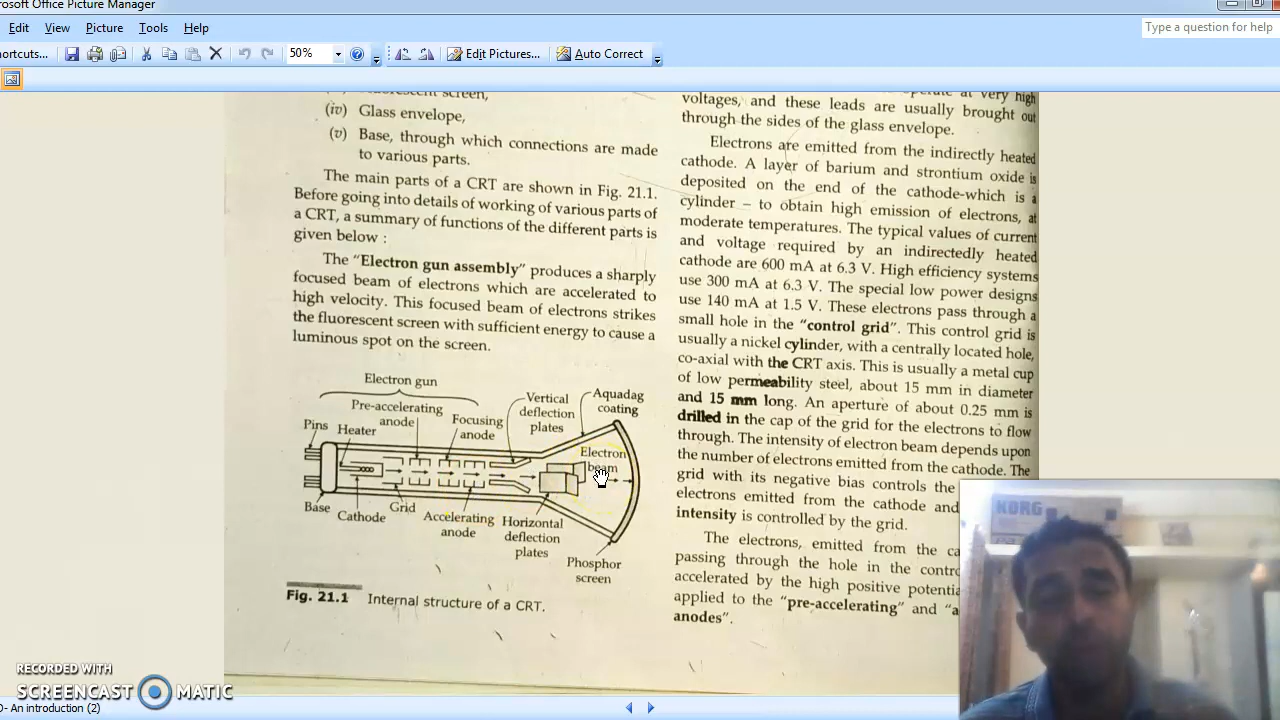 rosoft Office Picture Manager
Edit View Picture Tools Help
Type a question for help
ortcuts... 50% Edit Pictures... Auto Correct
screen,
(iv) Glass envelope,
(v) Base, through which connections are made
to various parts.
The main parts of a CRT are shown in Fig. 21.1.
Before going into details of working of various parts of
a CRT, a summary of functions of the different parts is
given below :
The “Electron gun assembly” produces a sharply
focused beam of electrons which are accelerated to
high velocity. This focused beam of electrons strikes
the fluorescent screen with sufficient energy to cause a
luminous spot on the screen.
Electron gun
Pre-accelerating
anode
Focusing
anode
Vertical
deflection
plates
Aquadag
coating
Pins
Heater
Electron
beam
Base
Cathode
Grid
Accelerating
anode
Horizontal
deflection
plates
Phosphor
screen
Fig. 21.1 Internal structure of a CRT.
at very high
voltages, and these leads are usually brought out
through the sides of the glass envelope.
Electrons are emitted from the indirectly heated
cathode. A layer of barium and strontium oxide is
deposited on the end of the cathode-which is a
cylinder – to obtain high emission of electrons, at
moderate temperatures. The typical values of current
and voltage required by an indirectedly heated
cathode are 600 mA at 6.3 V. High efficiency systems
use 300 mA at 6.3 V. The special low power designs
use 140 mA at 1.5 V. These electrons pass through a
small hole in the “control grid”. This control grid is
usually a nickel cylinder, with a centrally located hole,
co-axial with the CRT axis. This is usually a metal cup
of low permeability steel, about 15 mm in diameter
and 15 mm long. An aperture of about 0.25 mm is
drilled in the cap of the grid for the electrons to flow
through. The intensity of electron beam depends upon
the number of electrons emitted from the cathode. The
grid with its negative bias controls the
electrons emitted from the cathode and
intensity is controlled by the grid.
The electrons, emitted from the ca
passing through the hole in the contro
accelerated by the high positive potentia
applied to the “pre-accelerating” and “a
anodes”.
KORG
RECORDED WITH
SCREENCAST MATIC
- An introduction (2)